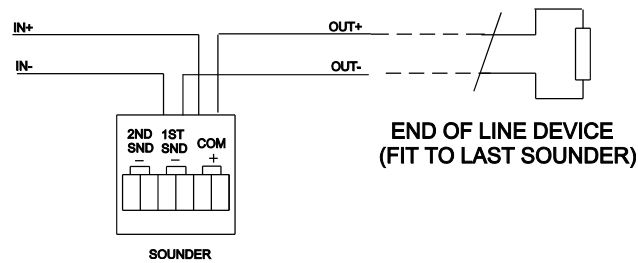 IN+
OUT+
IN-
OUT-
2ND SND
–
1ST SND
–
COM
+
SOUNDER
END OF LINE DEVICE
(FIT TO LAST SOUNDER)